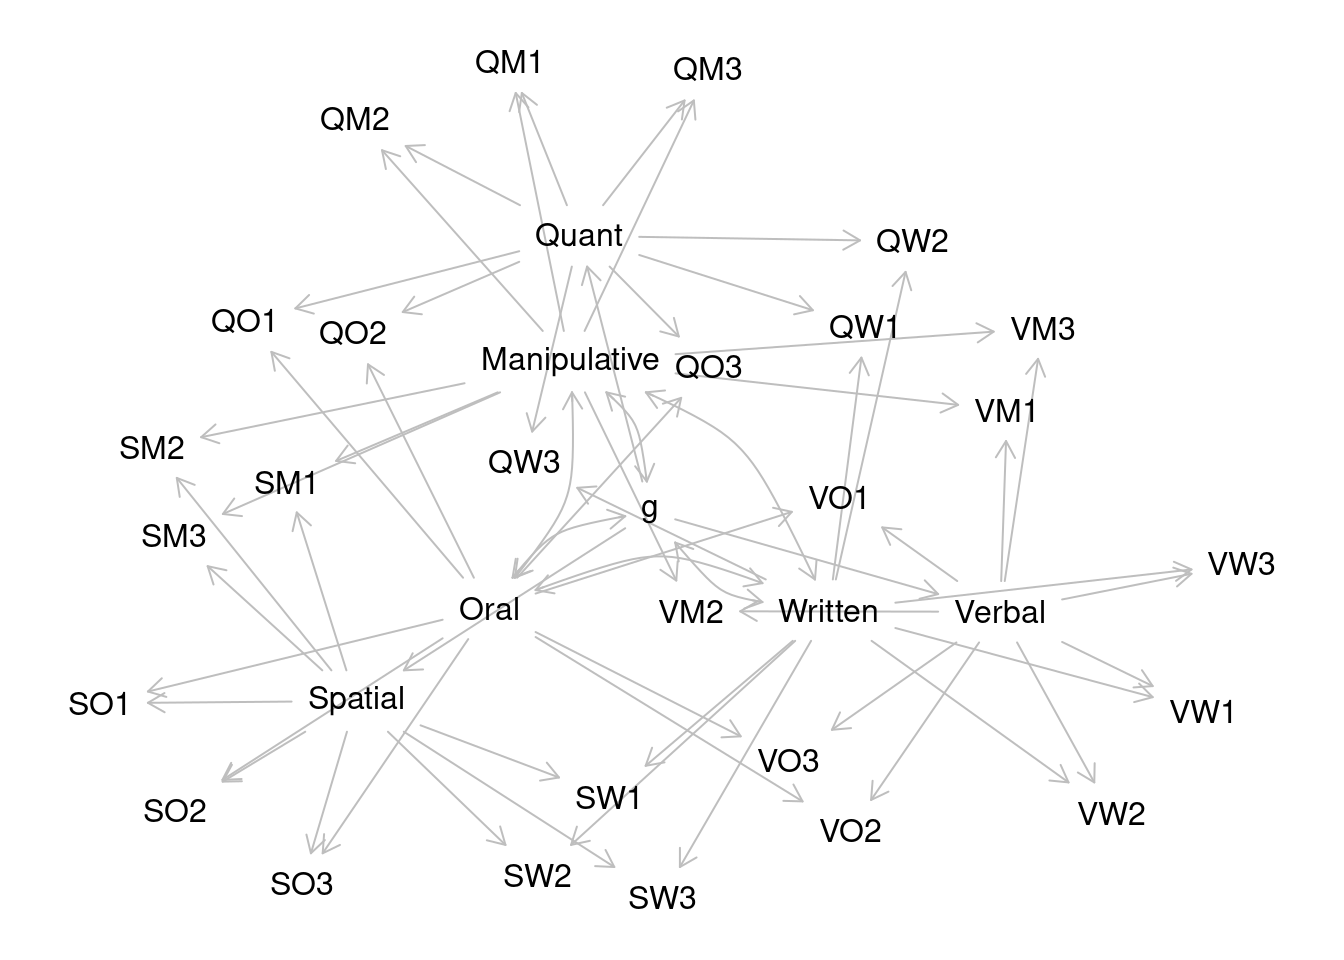 QM1
QM3
QM2
Quant
QW2
QO1
QO2
QW1
VM3
Manipulative
QO3
VM1
SM2
QW3
SM1
VO1
g
SM3
VW3
Oral
VM2
Written
Verbal
Spatial
SO1
VW1
VO3
SW1
SO2
VW2
VO2
SW2
SO3
SW3